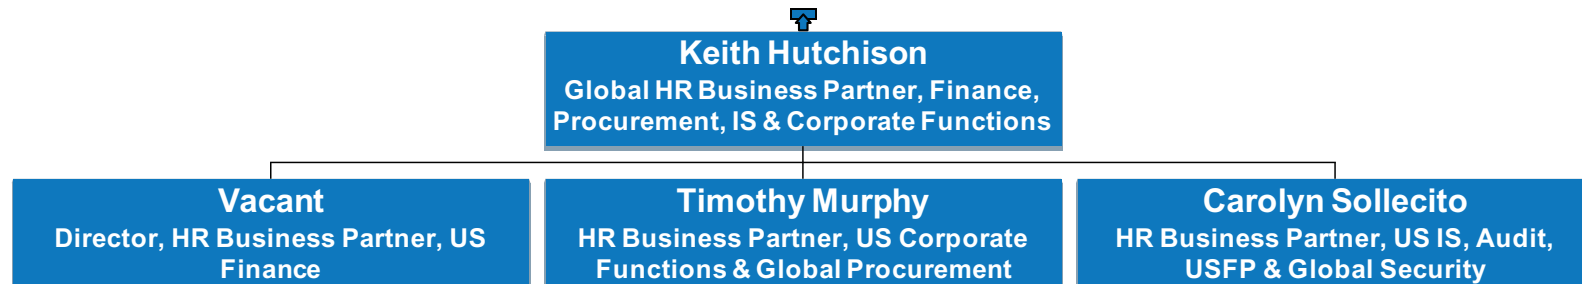 Keith Hutchison
Global HR Business Partner, Finance,
Procurement, IS & Corporate Functions
Vacant
Director, HR Business Partner, US
Finance
Timothy Murphy
HR Business Partner, US Corporate
Functions & Global Procurement
Carolyn Sollecito
HR Business Partner, US IS, Audit,
USFP & Global Security